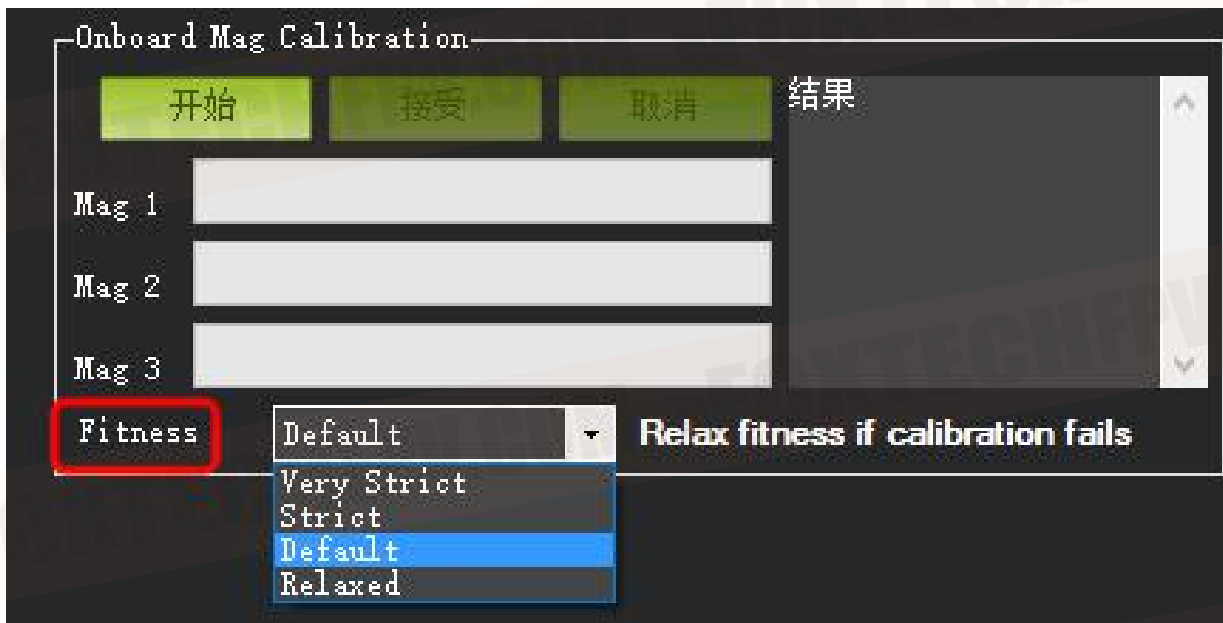 Onboard Mag Calibration
开始 接受 取消 结果
Mag 1
Mag 2
Mag 3
Fitness Default Relax fitness if calibration fails
Very Strict
Strict
Default
Relaxed
FOXTECHFPV